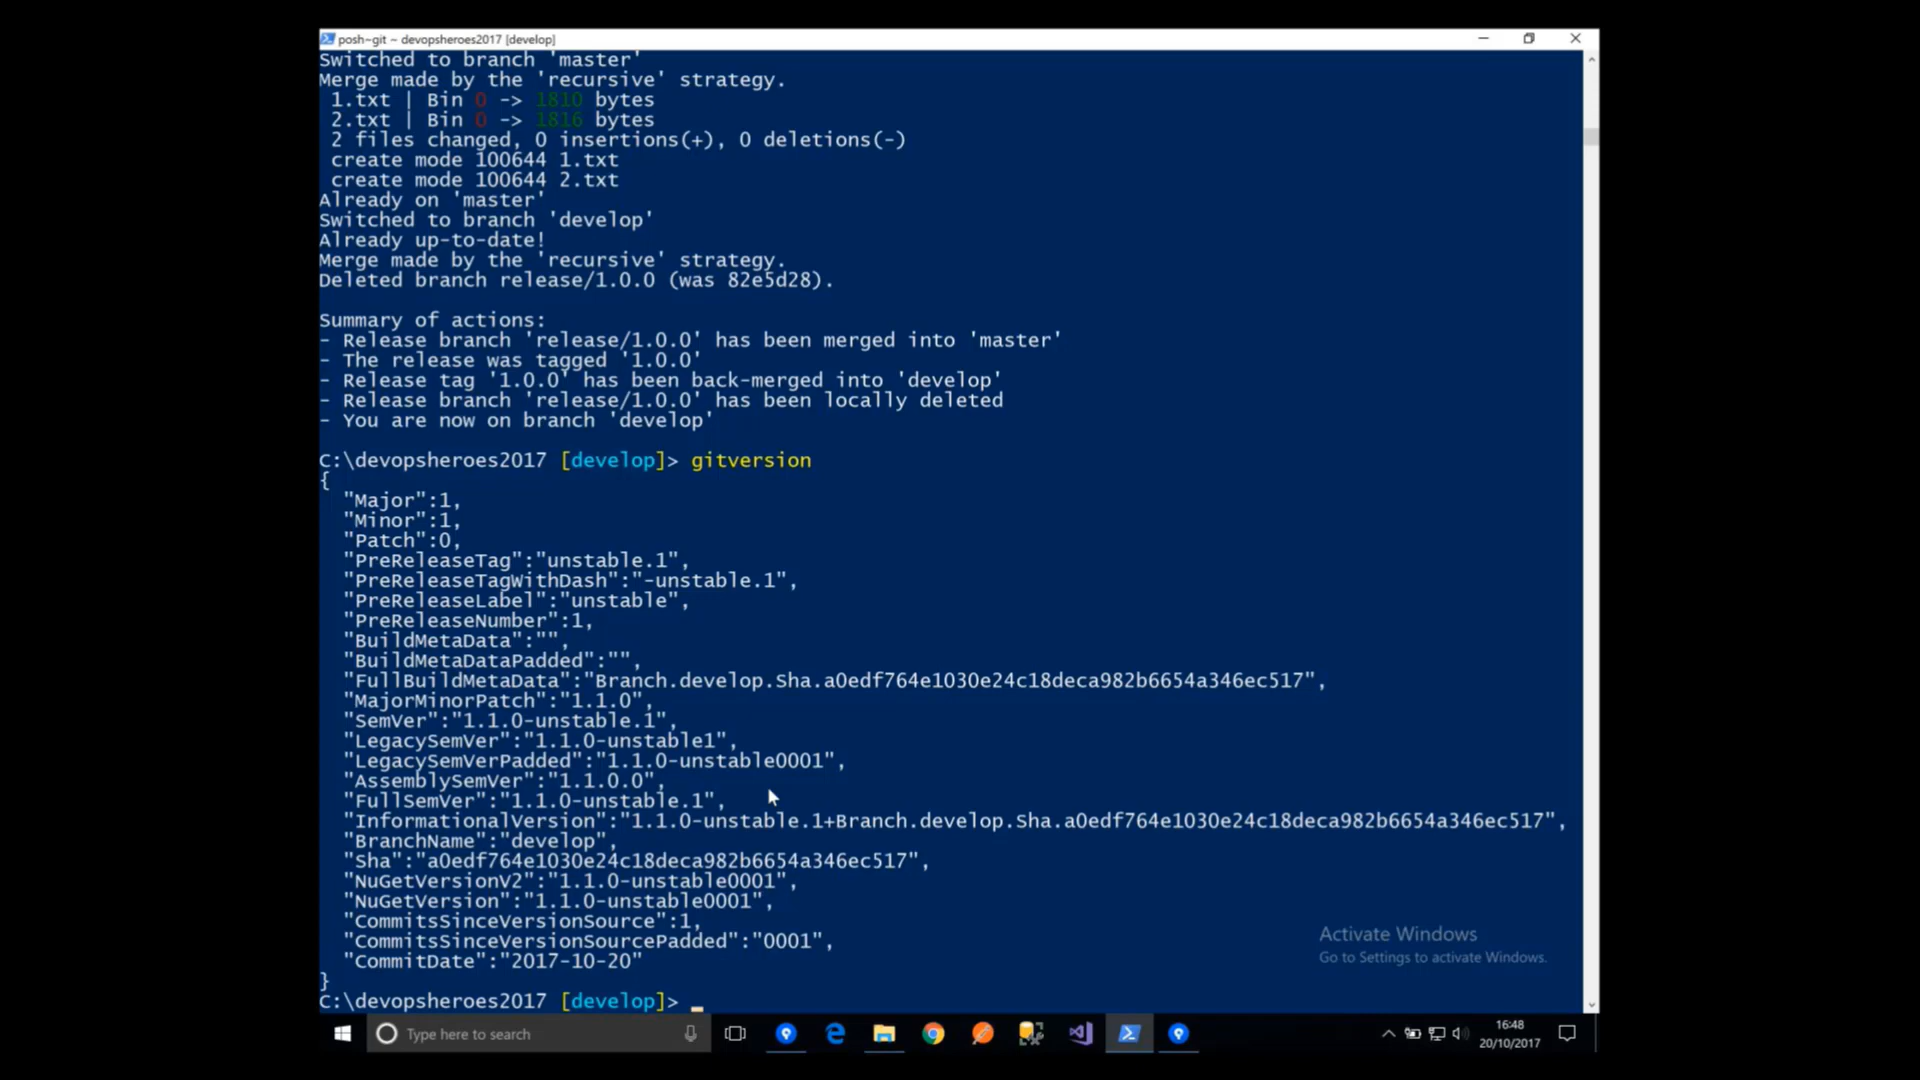 posh~git ~ devopsheroes2017 [develop]
Switched to branch 'master'
Merge made by the 'recursive' strategy.
1.txt | Bin 0 -> 1810 bytes
2.txt | Bin 0 -> 1816 bytes
2 files changed, 0 insertions(+), 0 deletions(-)
create mode 100644 1.txt
create mode 100644 2.txt
Already on 'master'
Switched to branch 'develop'
Already up-to-date!
Merge made by the 'recursive' strategy.
Deleted branch release/1.0.0 (was 82e5d28).
Summary of actions:
- Release branch 'release/1.0.0' has been merged into 'master'
- The release was tagged '1.0.0'
- Release tag '1.0.0' has been back-merged into 'develop'
- Release branch 'release/1.0.0' has been locally deleted
- You are now on branch 'develop'
C:\devopsheroes2017 [develop]> gitversion
{
"Major":1,
"Minor":1,
"Patch":0,
"PreReleaseTag":"unstable.1",
"PreReleaseTagWithDash":"-unstable.1",
"PreReleaseLabel":"unstable",
"PreReleaseNumber":1,
"BuildMetaData":"",
"BuildMetaDataPadded":"",
"FullBuildMetaData":"Branch.develop.Sha.a0edf764e1030e24c18deca982b6654a346ec517",
"MajorMinorPatch":"1.1.0",
"SemVer":"1.1.0-unstable.1",
"LegacySemVer":"1.1.0-unstable1",
"LegacySemVerPadded":"1.1.0-unstable0001",
"AssemblySemVer":"1.1.0.0",
"FullSemVer":"1.1.0-unstable.1",
"InformationalVersion":"1.1.0-unstable.1+Branch.develop.Sha.a0edf764e1030e24c18deca982b6654a346ec517",
"BranchName":"develop",
"Sha":"a0edf764e1030e24c18deca982b6654a346ec517",
"NuGetVersionV2":"1.1.0-unstable0001",
"NuGetVersion":"1.1.0-unstable0001",
"CommitsSinceVersionSource":1,
"CommitsSinceVersionSourcePadded":"0001",
"CommitDate":"2017-10-20"
}
C:\devopsheroes2017 [develop]> _
Activate Windows
Go to Settings to activate Windows.
Type here to search
16:48
20/10/2017